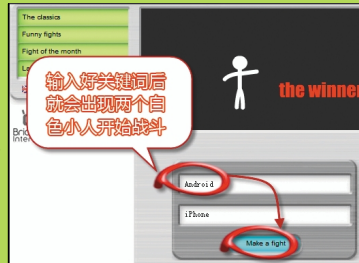 The classics
Funny fights
Fight of the month
输入好关键词后
就会出现两个白
色小人开始战斗
the winner
Android
iPhone
Make a fight